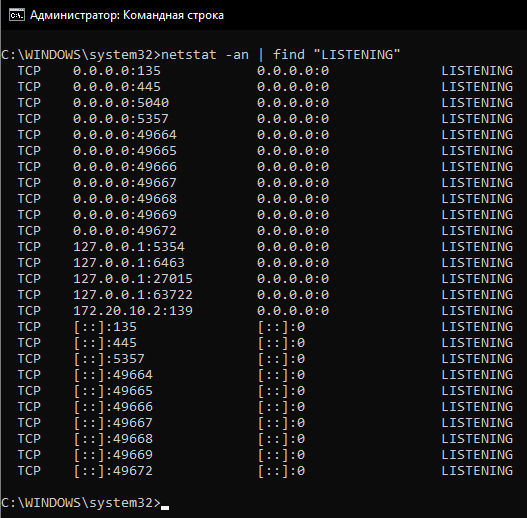 Администратор: Командная строка
C:\WINDOWS\system32>netstat -an | find "LISTENING"
TCP 0.0.0.0:135 0.0.0.0:0 LISTENING
TCP 0.0.0.0:445 0.0.0.0:0 LISTENING
TCP 0.0.0.0:5040 0.0.0.0:0 LISTENING
TCP 0.0.0.0:5357 0.0.0.0:0 LISTENING
TCP 0.0.0.0:49664 0.0.0.0:0 LISTENING
TCP 0.0.0.0:49665 0.0.0.0:0 LISTENING
TCP 0.0.0.0:49666 0.0.0.0:0 LISTENING
TCP 0.0.0.0:49667 0.0.0.0:0 LISTENING
TCP 0.0.0.0:49668 0.0.0.0:0 LISTENING
TCP 0.0.0.0:49669 0.0.0.0:0 LISTENING
TCP 0.0.0.0:49672 0.0.0.0:0 LISTENING
TCP 127.0.0.1:5354 0.0.0.0:0 LISTENING
TCP 127.0.0.1:6463 0.0.0.0:0 LISTENING
TCP 127.0.0.1:27015 0.0.0.0:0 LISTENING
TCP 127.0.0.1:63722 0.0.0.0:0 LISTENING
TCP 172.20.10.2:139 0.0.0.0:0 LISTENING
TCP [::]:135 [::]:0 LISTENING
TCP [::]:445 [::]:0 LISTENING
TCP [::]:5357 [::]:0 LISTENING
TCP [::]:49664 [::]:0 LISTENING
TCP [::]:49665 [::]:0 LISTENING
TCP [::]:49666 [::]:0 LISTENING
TCP [::]:49667 [::]:0 LISTENING
TCP [::]:49668 [::]:0 LISTENING
TCP [::]:49669 [::]:0 LISTENING
TCP [::]:49672 [::]:0 LISTENING
C:\WINDOWS\system32>